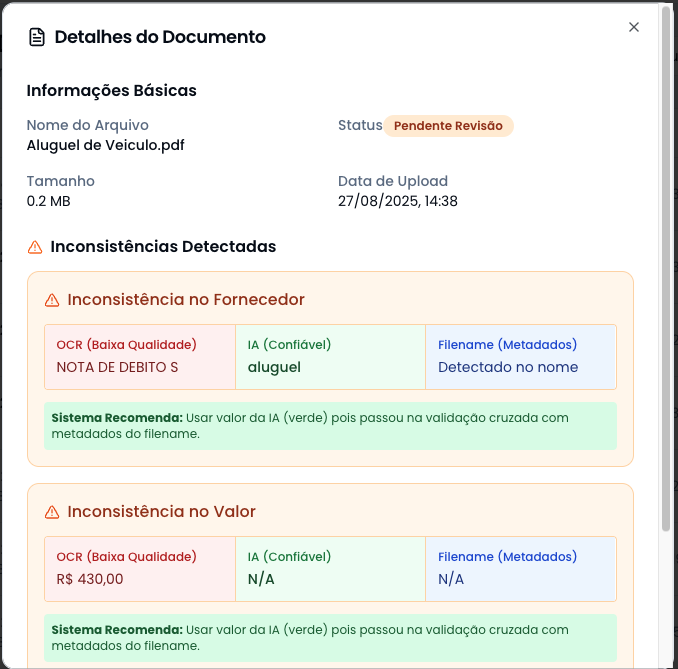 Detalhes do Documento
Informações Básicas
Nome do Arquivo
Aluguel de Veiculo.pdf
Status Pendente Revisão
Tamanho
0.2 MB
Data de Upload
27/08/2025, 14:38
Inconsistências Detectadas
Inconsistência no Fornecedor
OCR (Baixa Qualidade)
NOTA DE DEBITO S
IA (Confiável)
aluguel
Filename (Metadados)
Detectado no nome
Sistema Recomenda: Usar valor da IA (verde) pois passou na validação cruzada com
metadados do filename.
Inconsistência no Valor
OCR (Baixa Qualidade)
R$ 430,00
IA (Confiável)
N/A
Filename (Metadados)
N/A
Sistema Recomenda: Usar valor da IA (verde) pois passou na validação cruzada com
metadados do filename.